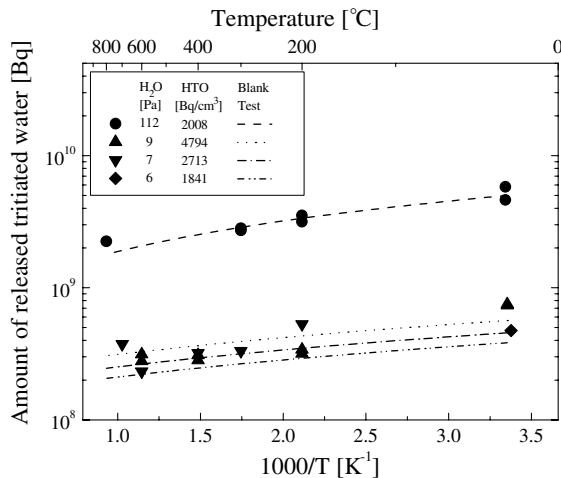 Temperature [℃]
800 600 400 200 0
Amount of released tritiated water [Bq]
10^10
10^9
10^8
H₂O HTO Blank
[Pa] [Bq/cm³] Test
112 2008
9 4794
7 2713
6 1841
1.0 1.5 2.0 2.5 3.0 3.5
1000/T [K⁻¹]